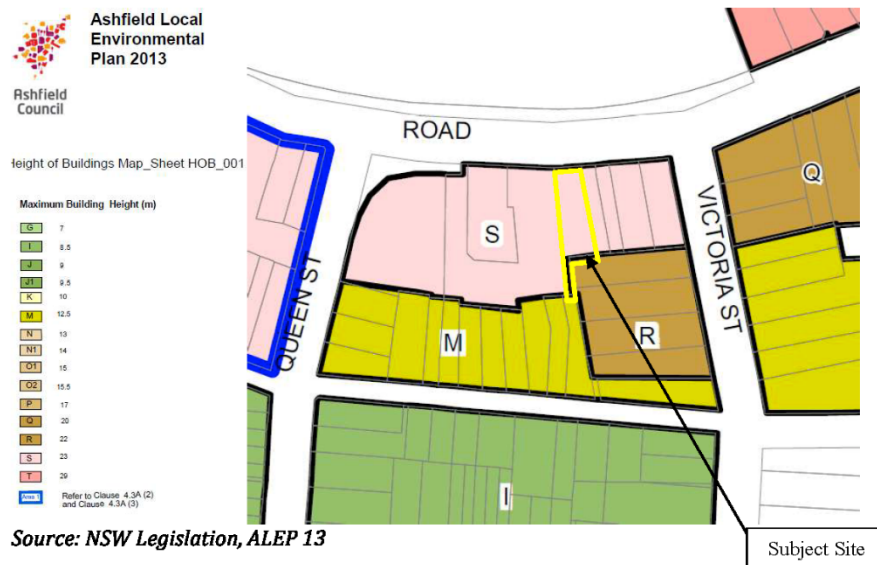 Ashfield Local
Environmental
Plan 2013
Ashfield
Council
Height of Buildings Map_Sheet HOB_001
Maximum Building Height (m)
G 7
I 8.5
J 9
J1 9.5
K 10
M 12.5
N 13
N1 14
O1 15
O2 15.5
P 17
Q 20
R 22
S 23
T 29
Area 1 Refer to Clause 4.3A (2)
and Clause 4.3A (3)
ROAD
Q
S
VICTORIA ST
QUEEN ST
M
R
I
Source: NSW Legislation, ALEP 13
Subject Site